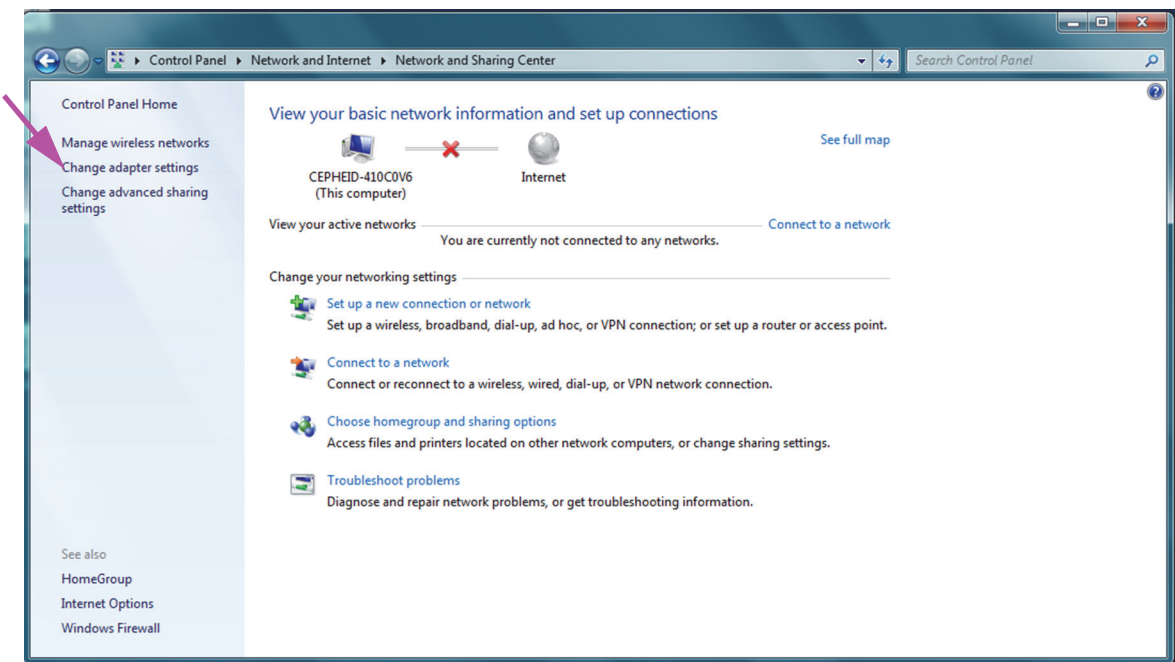 Control Panel ▸ Network and Internet ▸ Network and Sharing Center
Search Control Panel
Control Panel Home
Manage wireless networks
Change adapter settings
Change advanced sharing
settings
View your basic network information and set up connections
See full map
CEPHEID-410C0V6
(This computer)
Internet
View your active networks
Connect to a network
You are currently not connected to any networks.
Change your networking settings
Set up a new connection or network
Set up a wireless, broadband, dial-up, ad hoc, or VPN connection; or set up a router or access point.
Connect to a network
Connect or reconnect to a wireless, wired, dial-up, or VPN network connection.
Choose homegroup and sharing options
Access files and printers located on other network computers, or change sharing settings.
Troubleshoot problems
Diagnose and repair network problems, or get troubleshooting information.
See also
HomeGroup
Internet Options
Windows Firewall